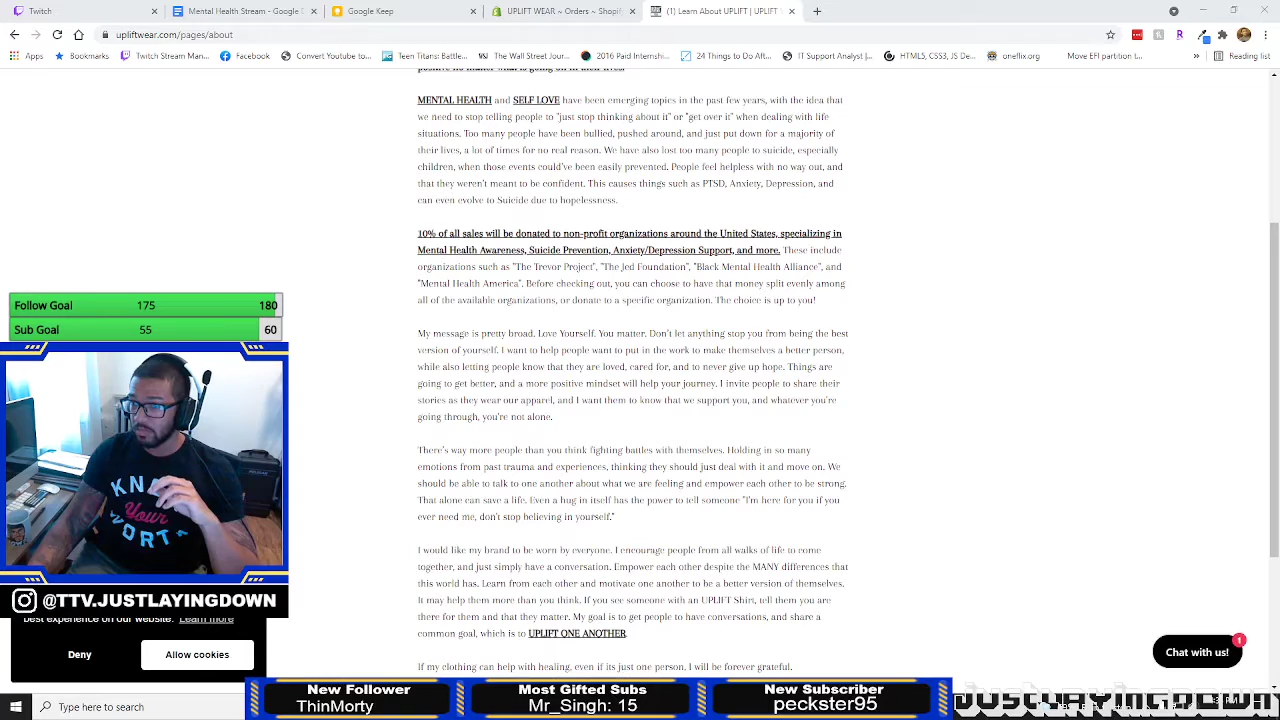 Twitch
Mental Health Stream - Google D
Google Keep
UPLIFT WEAR ~ Orders ~ Shopif
(1) Learn About UPLIFT | UPLIFT
upliftwear.com/pages/about
Apps
Bookmarks
Twitch Stream Man...
Facebook
Convert Youtube to...
Teen Titans: Battle...
The Wall Street Jour...
2016 Paid Internshi...
24 Things to Do Aft...
IT Support Analyst |...
HTML5, CSS3, JS De...
oneflix.org
Move EFI partition t...
Reading list
positive no matter what is going on in their lives.
MENTAL HEALTH and SELF LOVE have been emerging topics in the past few years, with the idea that
we need to stop telling people to "just stop thinking about it" or "get over it" when dealing with life
situations. Too many people have been bullied, pushed around, and just put down for a majority of
their lives, a lot of times for no real reason. We have also lost too many people to suicide, especially
children, when those events could've been easily prevented. People feel helpless with no way out, and
that they weren't meant to be confident. This causes things such as PTSD, Anxiety, Depression, and
can even evolve to Suicide due to hopelessness.
10% of all sales will be donated to non-profit organizations around the United States, specializing in
Mental Health Awareness, Suicide Prevention, Anxiety/Depression Support, and more. These include
organizations such as "The Trevor Project", "The Jed Foundation", "Black Mental Health Alliance", and
"Mental Health America". Before checking out, you can choose to have that money split evenly among
all of the available organizations, or donate to a specific organization. The choice is up to you!
My message is pretty broad. Love Yourself. You matter. Don't let anything stop you from being the best
version of yourself. I want to help people want to put in the work to make themselves a better person,
while also letting people know that they are loved, cared for, and to never give up hope. Things are
going to get better, and a more positive mindset will help your journey. I invite people to share their
stories as they wear our apparel, and I want them to know that we support you, and whatever you're
going through, you're not alone.
There's way more people than you think fighting battles with themselves. Holding in so many
emotions from past trauma and experiences, thinking they should just deal with it and move on. We
should be able to talk to one another about what we are feeling and empower each other to be strong.
That alone can save a life. Even a hug in itself has the power to tell someone "I'm here for you if you
ever need me, don't stop believing in yourself."
I would like my brand to be worn by everyone. I encourage people from all walks of life to come
together, and just simply have a conversation. Empower each other despite the MANY differences that
this world has. Learn from each other and motivate one another to be a better version of themselves.
It may help them more than you think. If you see someone with an UPLIFT Shirt, tell them you are
there for them and that they matter. My goal is to get people to have conversations, and share a
common goal, which is to UPLIFT ONE ANOTHER.
If my clothing can help with healing, even if its just one person, I will be forever grateful.
Follow Goal 175 180
Sub Goal 55 60
KNOW
Your
WORTH
@TTV.JUSTLAYINGDOWN
best experience on our website. Learn more
Deny
Allow cookies
Chat with us!
1
Type here to search
New Follower
ThinMorty
Most Gifted Subs
Mr_Singh: 15
New Subscriber
peckster95
JUSTLAYINGDOWN